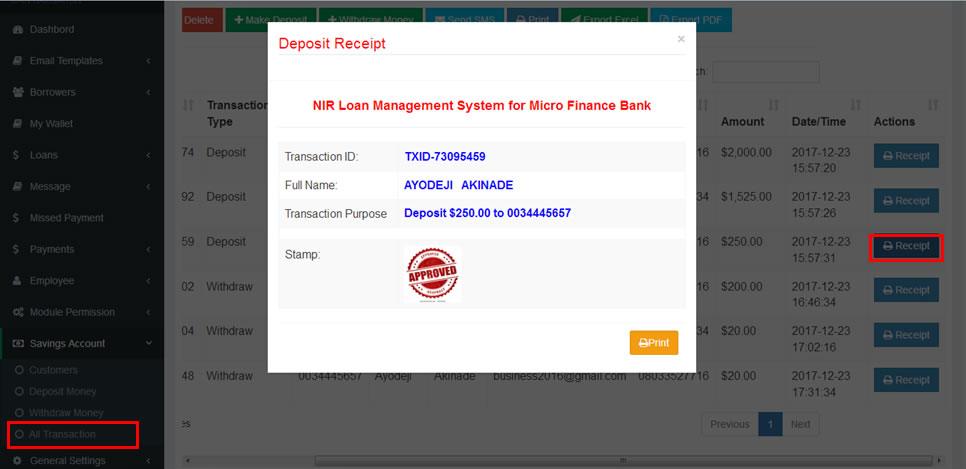 Delete
Make Deposit
Withdraw Money
Send SMS
Print
Export Excel
Export PDF
Dashbord
Email Templates
Borrowers
My Wallet
Loans
Message
Missed Payment
Payments
Employee
Module Permission
Savings Account
Customers
Deposit Money
Withdraw Money
All Transaction
General Settings
Deposit Receipt
×
NIR Loan Management System for Micro Finance Bank
Transaction ID: TXID-73095459
Full Name: AYODEJI AKINADE
Transaction Purpose Deposit $250.00 to 0034445657
Stamp: APPROVED
Print
ch:
Transaction
Type
Amount Date/Time Actions
74 Deposit 16 $2,000.00 2017-12-23
15:57:20
Receipt
92 Deposit 34 $1,525.00 2017-12-23
15:57:26
Receipt
59 Deposit 16 $250.00 2017-12-23
15:57:31
Receipt
02 Withdraw 16 $200.00 2017-12-23
16:46:34
Receipt
04 Withdraw 34 $20.00 2017-12-23
17:02:16
Receipt
48 Withdraw 0034445657 Ayodeji Akinade business2016@gmail.com 08033527716 $20.00 2017-12-23
17:31:34
Receipt
es
Previous 1 Next